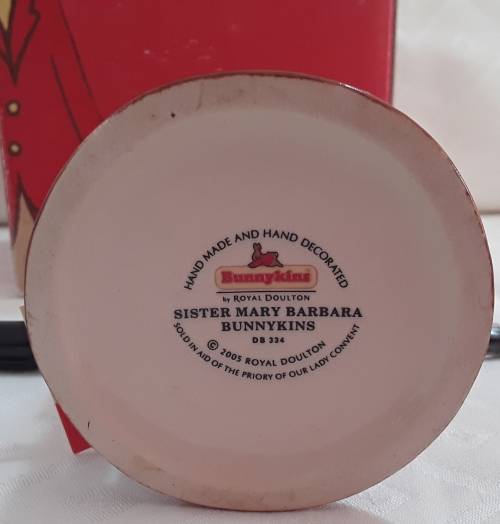 HAND MADE AND HAND DECORATED
Bunnykins
by ROYAL DOULTON
SISTER MARY BARBARA
BUNNYKINS
DB 334
© 2005 ROYAL DOULTON
SOLD IN AID OF THE PRIORY OF OUR LADY CONVENT